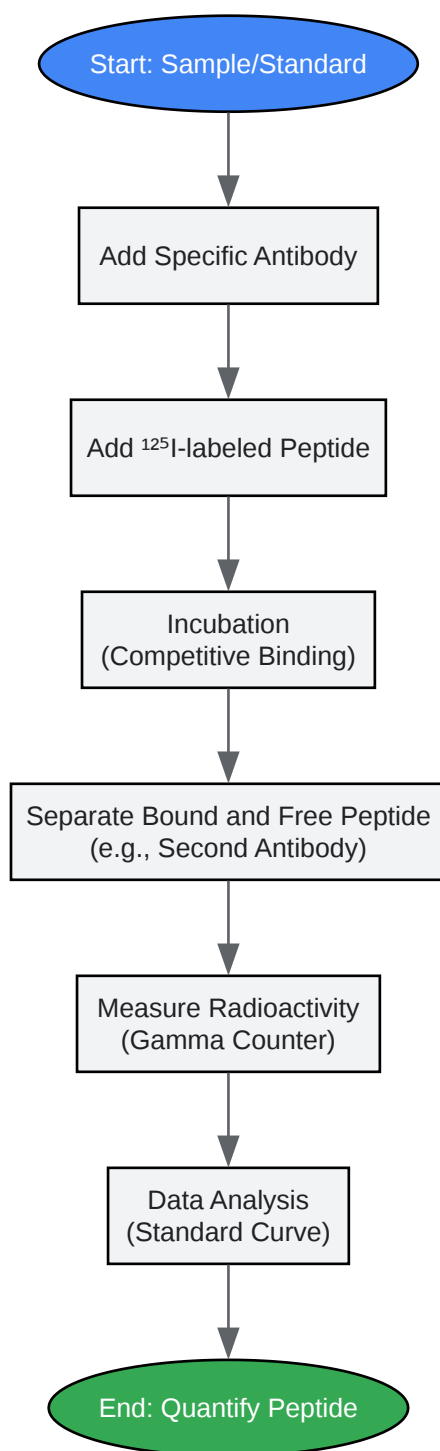 Start: Sample/Standard
Add Specific Antibody
Add ¹²⁵I-labeled Peptide
Incubation
(Competitive Binding)
Separate Bound and Free Peptide
(e.g., Second Antibody)
Measure Radioactivity
(Gamma Counter)
Data Analysis
(Standard Curve)
End: Quantify Peptide